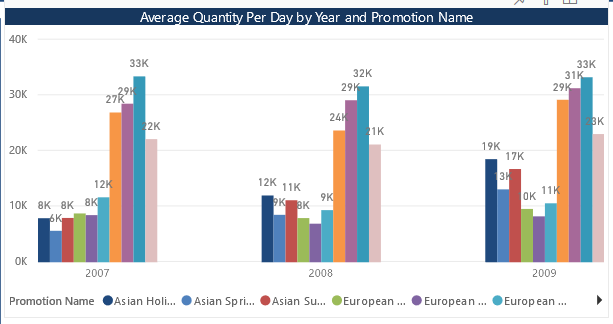 Average Quantity Per Day by Year and Promotion Name
40K
30K
20K
10K
0K
8K 6K 8K 8K 12K 27K 29K 33K 22K
12K 9K 11K 8K 9K 24K 29K 32K 21K
19K 13K 17K 0K 11K 29K 31K 33K 23K
2007 2008 2009
Promotion Name Asian Holi... Asian Spri... Asian Su... European ... European ... European ...